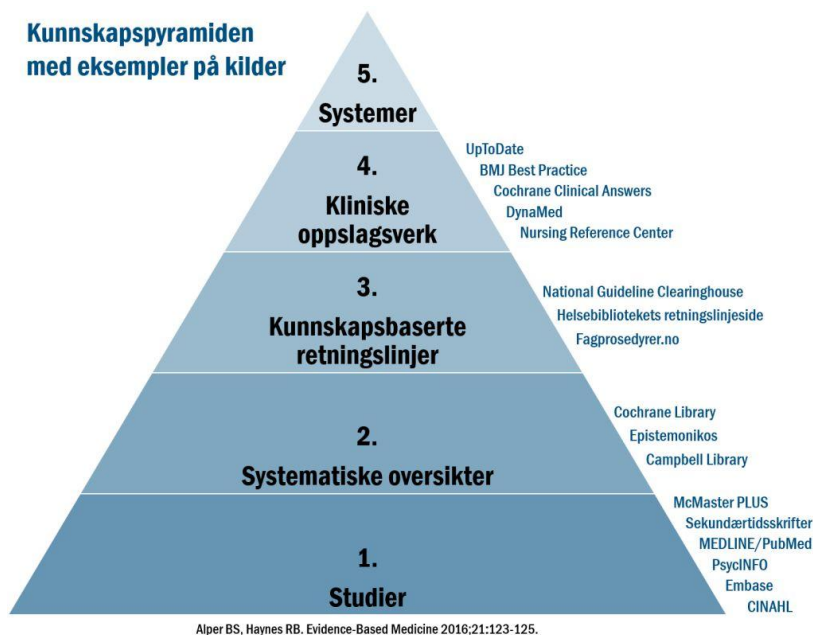 Kunnskapspyramiden
med eksempler på kilder
5.
Systemer
4.
Kliniske
oppslagsverk
UpToDate
BMJ Best Practice
Cochrane Clinical Answers
DynaMed
Nursing Reference Center
3.
Kunnskapsbaserte
retningslinjer
National Guideline Clearinghouse
Helsebibliotekets retningslinjeside
Fagprosedyrer.no
2.
Systematiske oversikter
Cochrane Library
Epistemonikos
Campbell Library
1.
Studier
McMaster PLUS
Sekundærtidsskrifter
MEDLINE/PubMed
PsycINFO
Embase
CINAHL
Alper BS, Haynes RB. Evidence-Based Medicine 2016;21:123-125.